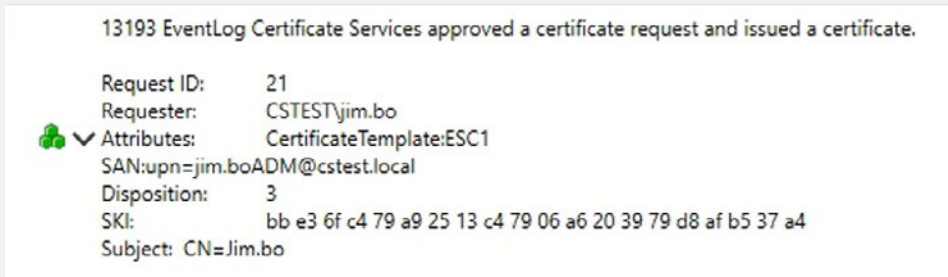 13193 EventLog Certificate Services approved a certificate request and issued a certificate.
Request ID: 21
Requester: CSTEST\jim.bo
Attributes: CertificateTemplate:ESC1
SAN:upn=jim.boADM@cstest.local
Disposition: 3
SKI: bb e3 6f c4 79 a9 25 13 c4 79 06 a6 20 39 79 d8 af b5 37 a4
Subject: CN=Jim.bo